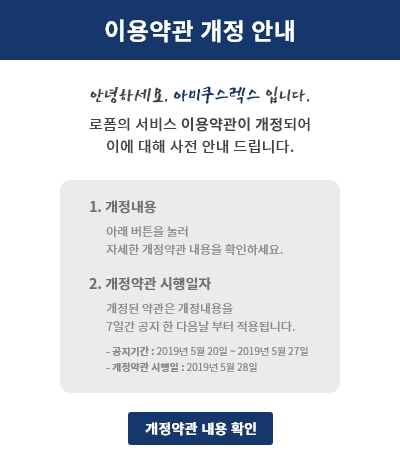 이용약관 개정 안내
안녕하세요. 아미쿠스렉스 입니다.
로폼의 서비스 이용약관이 개정되어
이에 대해 사전 안내 드립니다.
1. 개정내용
아래 버튼을 눌러
자세한 개정약관 내용을 확인하세요.
2. 개정약관 시행일자
개정된 약관은 개정내용을
7일간 공지 한 다음날 부터 적용됩니다.
- 공지기간 : 2019년 5월 20일 ~ 2019년 5월 27일
- 개정약관 시행일 : 2019년 5월 28일
개정약관 내용 확인